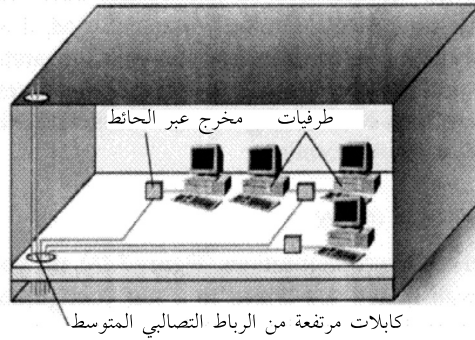 طرفيات
مخرج عبر الحائط
كابلات مرتفعة من الرباط التصالبي المتوسط